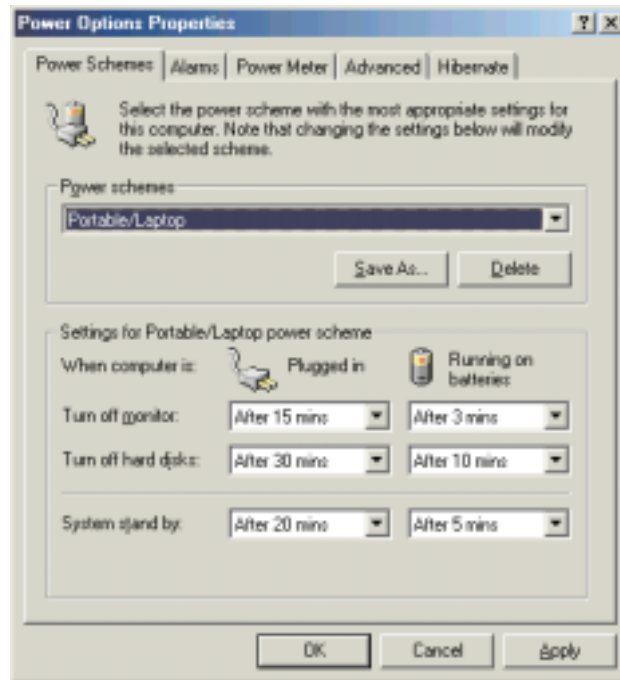 Power Options Properties
Power Schemes Alarms Power Meter Advanced Hibernate
Select the power scheme with the most appropriate settings for
this computer. Note that changing the settings below will modify
the selected scheme.
Power schemes
Portable/Laptop
Save As... Delete
Settings for Portable/Laptop power scheme
When computer is: Plugged in Running on
batteries
Turn off monitor: After 15 mins After 3 mins
Turn off hard disks: After 30 mins After 10 mins
System stand by: After 20 mins After 5 mins
OK Cancel Apply